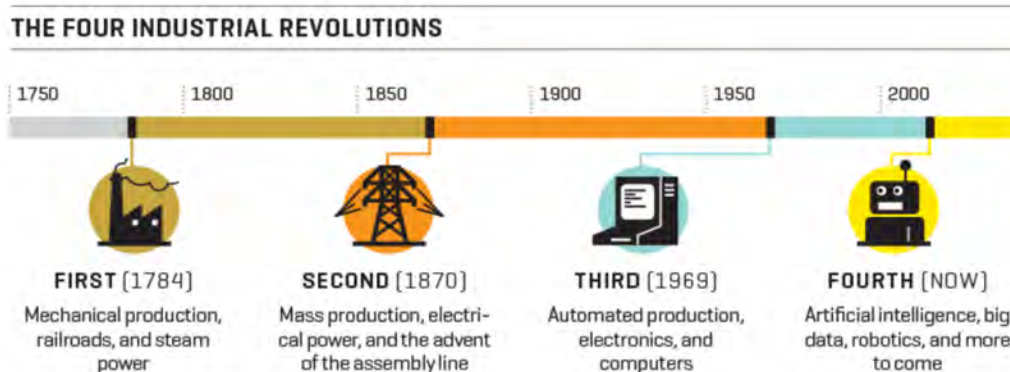 THE FOUR INDUSTRIAL REVOLUTIONS
1750
1800
1850
1900
1950
2000
FIRST (1784)
Mechanical production,
railroads, and steam
power
SECOND (1870)
Mass production, electri-
cal power, and the advent
of the assembly line
THIRD (1969)
Automated production,
electronics, and
computers
FOURTH (NOW)
Artificial intelligence, big
data, robotics, and more
to come